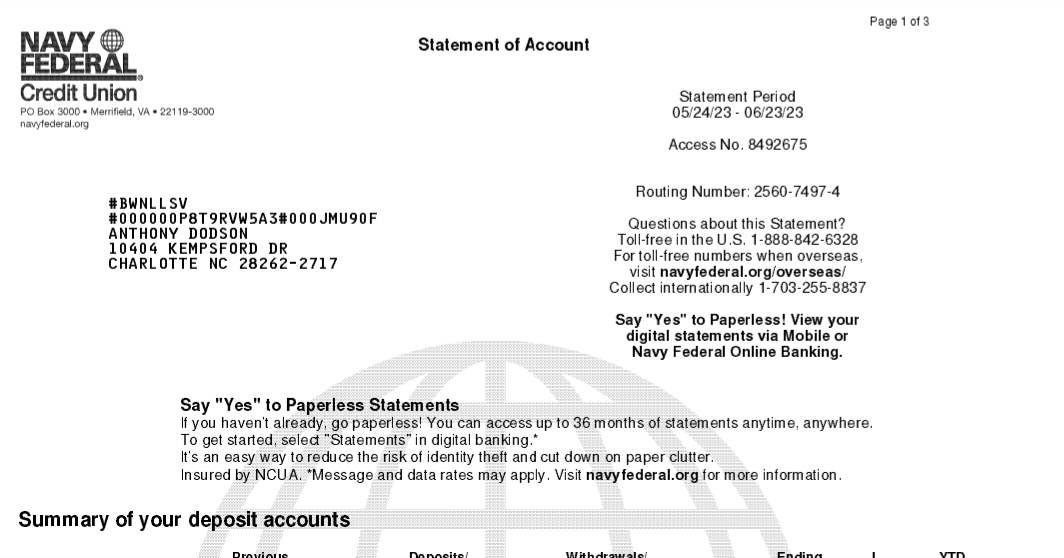 Page 1 of 3
NAVY
FEDERAL
Credit Union
PO Box 3000 • Merrifield, VA • 22119-3000
navyfederal.org
Statement of Account
Statement Period
05/24/23 - 06/23/23
Access No. 8492675
Routing Number: 2560-7497-4
Questions about this Statement?
Toll-free in the U.S. 1-888-842-6328
For toll-free numbers when overseas,
visit navyfederal.org/overseas/
Collect internationally 1-703-255-8837
Say "Yes" to Paperless! View your
digital statements via Mobile or
Navy Federal Online Banking.
#BWNLLSV
#000000P8T9RVW5A3#000JMU90F
ANTHONY DODSON
10404 KEMPSFORD DR
CHARLOTTE NC 28262-2717
Say "Yes" to Paperless Statements
If you haven't already, go paperless! You can access up to 36 months of statements anytime, anywhere.
To get started, select "Statements" in digital banking.*
It's an easy way to reduce the risk of identity theft and cut down on paper clutter.
Insured by NCUA. *Message and data rates may apply. Visit navyfederal.org for more information.
Summary of your deposit accounts
Previous Deposits/ Withdrawals/ Ending YTD